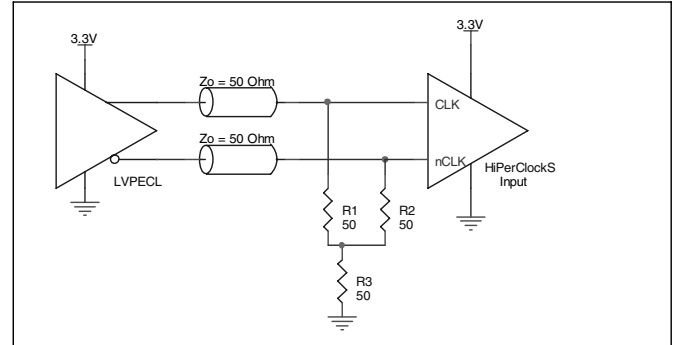 3.3V
3.3V
Zo = 50 Ohm
CLK
Zo = 50 Ohm
nCLK
LVPECL
HiPerClockS
Input
R1
50
R2
50
R3
50